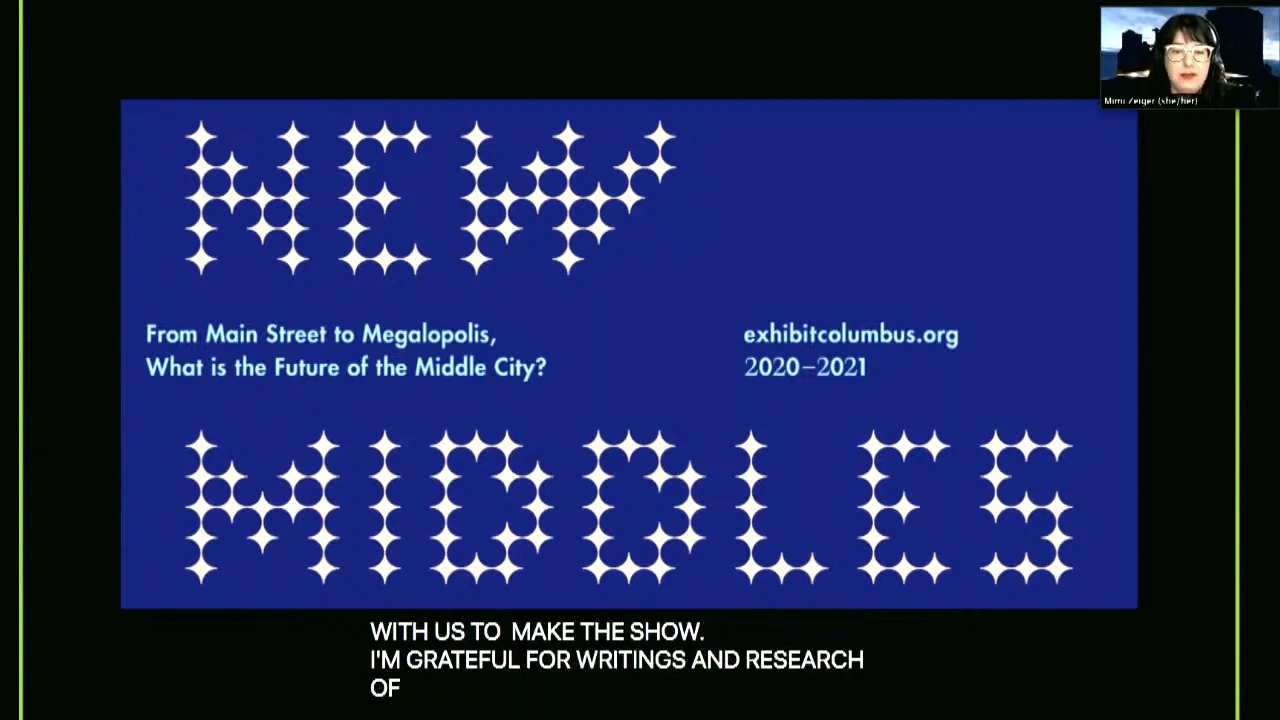 Mimi Zeiger (she/her)
NEW
From Main Street to Megalopolis,
What is the Future of the Middle City?
exhibitcolumbus.org
2020–2021
MIDDLES
WITH US TO  MAKE THE SHOW.
I'M GRATEFUL FOR WRITINGS AND RESEARCH
OF